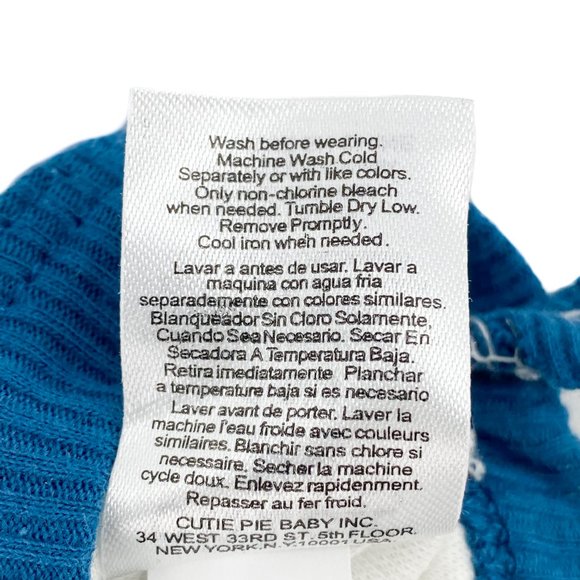 Wash before wearing.
Machine Wash Cold
Separately or with like colors.
Only non-chlorine bleach
when needed. Tumble Dry Low.
Remove Promptly.
Cool iron when needed.
Lavar a antes de usar. Lavar a
maquina con agua fria
separadamente con colores similares.
Blanqueador Sin Cloro Solamente,
Cuando Sea Necesario. Secar En
Secadora A Temperatura Baja.
Retira imediatamente Planchar
a temperature baja si es necesario
Laver avant de porter. Laver la
machine l'eau froide avec couleurs
similaires. Blanchir sans chlore si
necessaire. Secher la machine
cycle doux. Enlevez rapidenment.
Repasser au fer froid.
CUTIE PIE BABY INC.
34 WEST 33RD ST. 5th FLOOR.
NEW YORK. N.Y. 10001 USA.